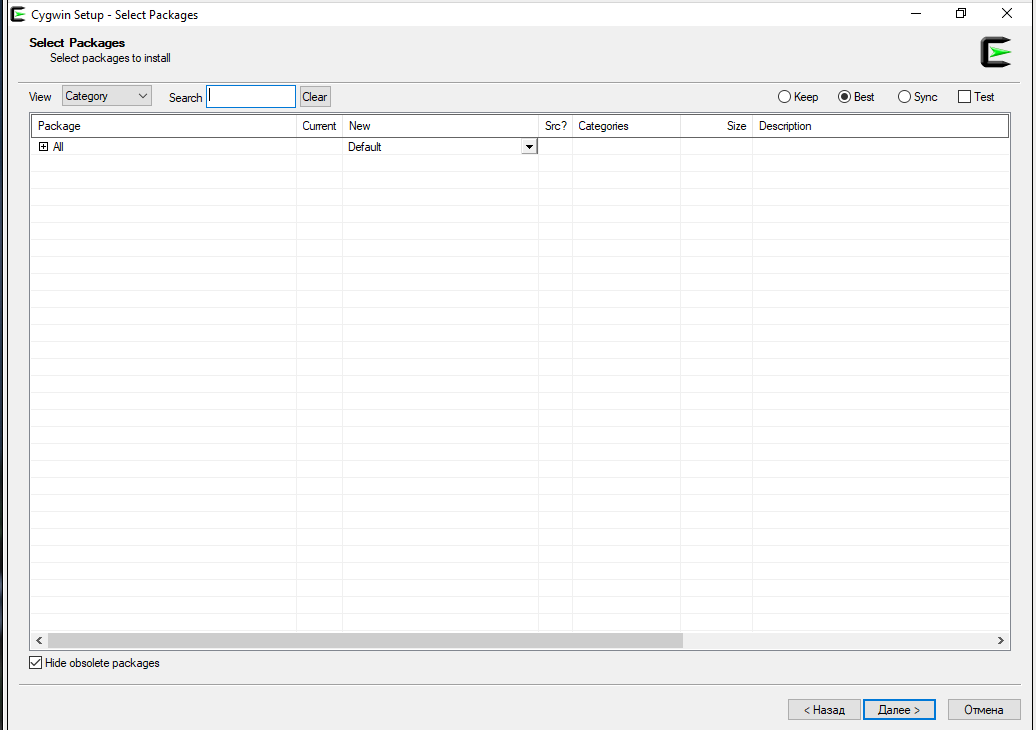 Cygwin Setup - Select Packages
Select Packages
Select packages to install
View Category Search Clear Keep Best Sync Test
Package Current New Src? Categories Size Description
All Default
Hide obsolete packages
< Назад Далее > Отмена